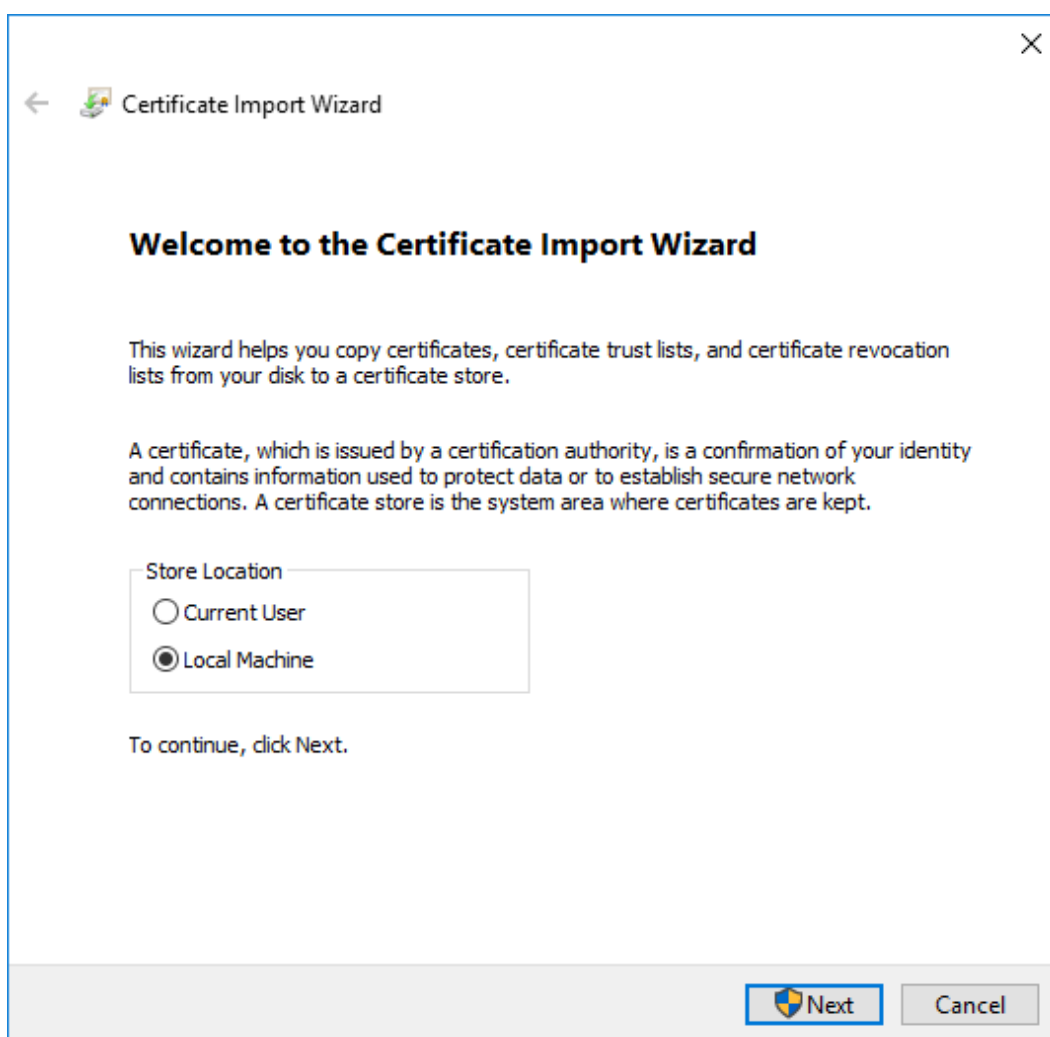 Certificate Import Wizard
Welcome to the Certificate Import Wizard
This wizard helps you copy certificates, certificate trust lists, and certificate revocation
lists from your disk to a certificate store.
A certificate, which is issued by a certification authority, is a confirmation of your identity
and contains information used to protect data or to establish secure network
connections. A certificate store is the system area where certificates are kept.
Store Location
Current User
Local Machine
To continue, click Next.
Next Cancel